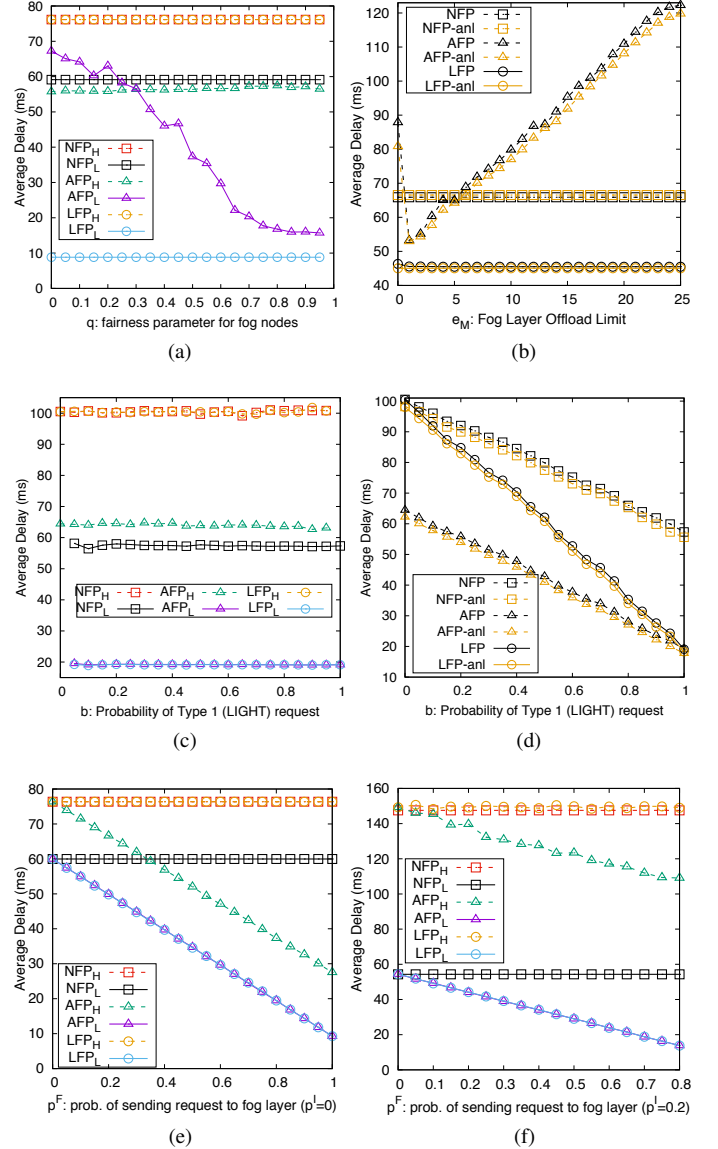 80
70
60
50
40
30
20
10
0
Average Delay (ms)
NFP_H
NFP_L
AFP_H
AFP_L
LFP_H
LFP_L
0 0.1 0.2 0.3 0.4 0.5 0.6 0.7 0.8 0.9 1
q: fairness parameter for fog nodes
(a)
120
110
100
90
80
70
60
50
40
Average Delay (ms)
NFP
NFP-anl
AFP
AFP-anl
LFP
LFP-anl
0 5 10 15 20 25
e_M: Fog Layer Offload Limit
(b)
100
90
80
70
60
50
40
30
20
Average Delay (ms)
NFP_H AFP_H LFP_H
NFP_L AFP_L LFP_L
0 0.2 0.4 0.6 0.8 1
b: Probability of Type 1 (LIGHT) request
(c)
100
90
80
70
60
50
40
30
20
10
Average Delay (ms)
NFP
NFP-anl
AFP
AFP-anl
LFP
LFP-anl
0 0.2 0.4 0.6 0.8 1
b: Probability of Type 1 (LIGHT) request
(d)
80
70
60
50
40
30
20
10
0
Average Delay (ms)
NFP_H
NFP_L
AFP_H
AFP_L
LFP_H
LFP_L
0 0.2 0.4 0.6 0.8 1
p^F: prob. of sending request to fog layer (p^I=0)
(e)
160
140
120
100
80
60
40
20
0
Average Delay (ms)
NFP_H
NFP_L
AFP_H
AFP_L
LFP_H
LFP_L
0 0.1 0.2 0.3 0.4 0.5 0.6 0.7 0.8
p^F: prob. of sending request to fog layer (p^I=0.2)
(f)